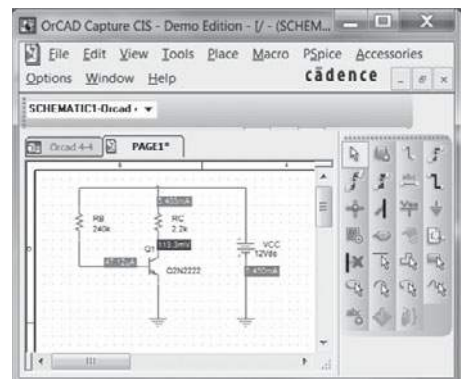 OrCAD Capture CIS - Demo Edition - [/ - (SCHEM...
File Edit View Tools Place Macro PSpice Accessories
Options Window Help
cādence
SCHEMATIC1-Orcad
Orcad 4-4
PAGE1*
RB
240k
RC
2.2k
Q1
Q2N2222
VCC
12Vdc